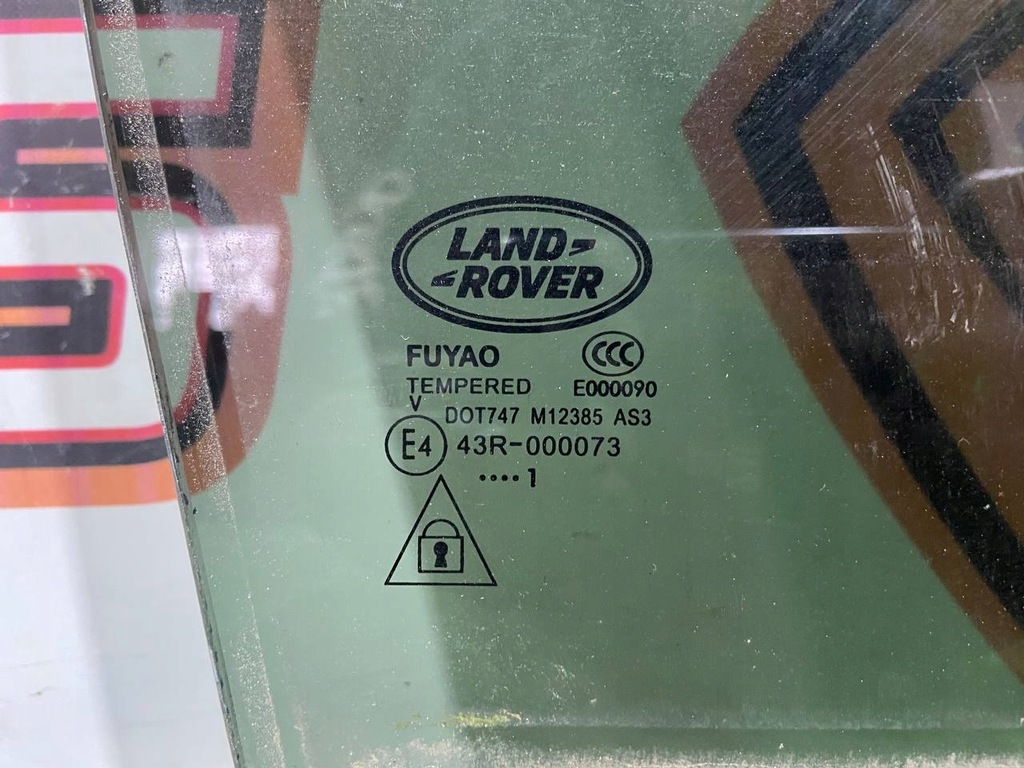 LAND
ROVER
FUYAO CCC
TEMPERED E000090
V
DOT747 M12385 AS3
E4 43R-000073
....1